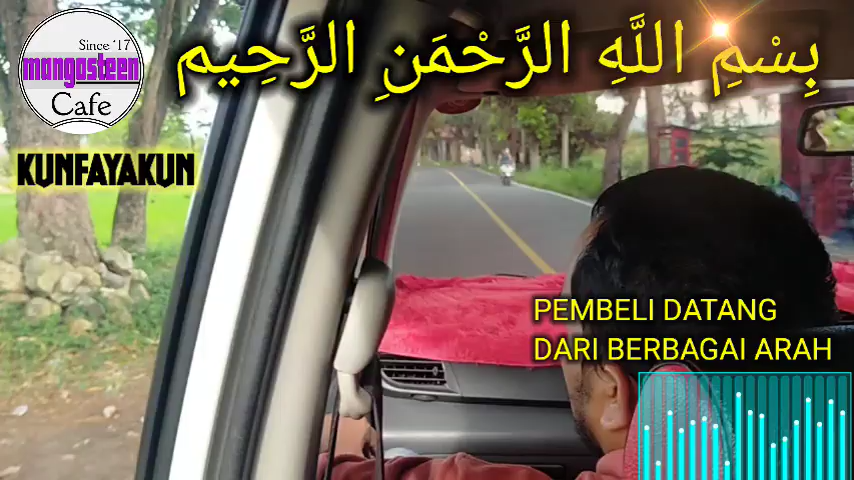 Since '17
mangosteen
Cafe
بِسْمِ اللَّهِ الرَّحْمَنِ الرَّحِيم
KUNFAYAKUN
PEMBELI DATANG
DARI BERBAGAI ARAH